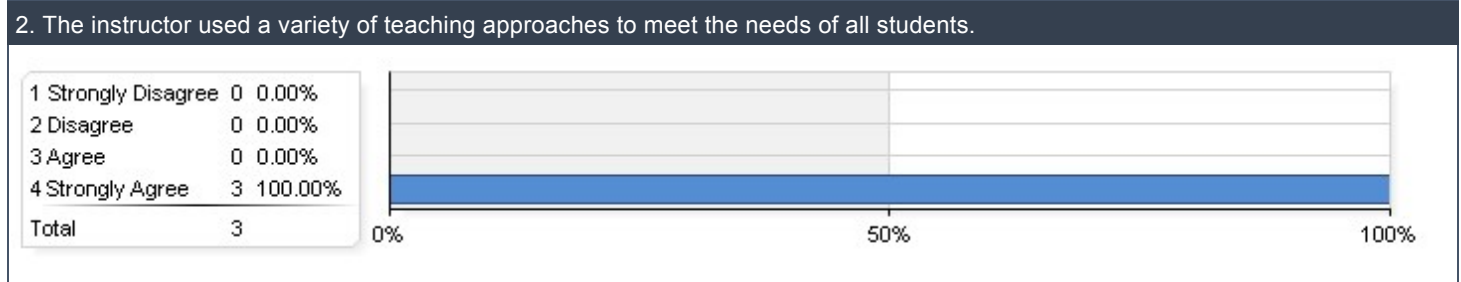 2. The instructor used a variety of teaching approaches to meet the needs of all students.
1 Strongly Disagree 0 0.00%
2 Disagree 0 0.00%
3 Agree 0 0.00%
4 Strongly Agree 3 100.00%
Total 3
0% 50% 100%